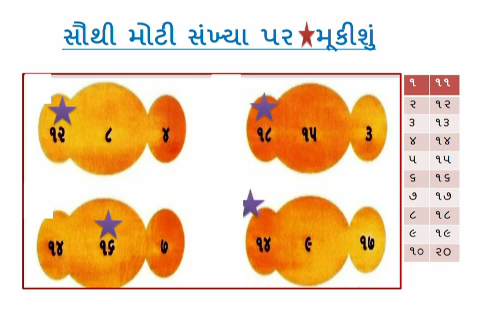 સૌથી મોટી સંખ્યા પર મૂકીશું
૧૨ ૮ ૪
૧૮ ૧૫ ૩
૧૪ ૧૬ ૭
૧૪ ૯ ૧૭
૧ ૧૧
૨ ૧૨
૩ ૧૩
૪ ૧૪
૫ ૧૫
૬ ૧૬
૭ ૧૭
૮ ૧૮
૯ ૧૯
૧૦ ૨૦